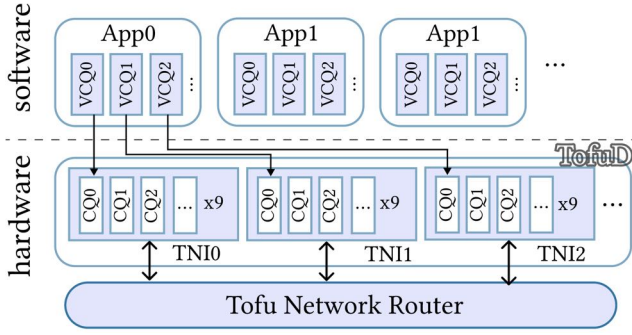 software
App0
App1
App1
VCQ0
VCQ1
VCQ2
...
VCQ0
VCQ1
VCQ2
...
VCQ0
VCQ1
VCQ2
...
...
hardware
TofuD
CQ0
CQ1
CQ2
...
x9
CQ0
CQ1
CQ2
...
x9
CQ0
CQ1
CQ2
...
x9
...
TNI0
TNI1
TNI2
Tofu Network Router